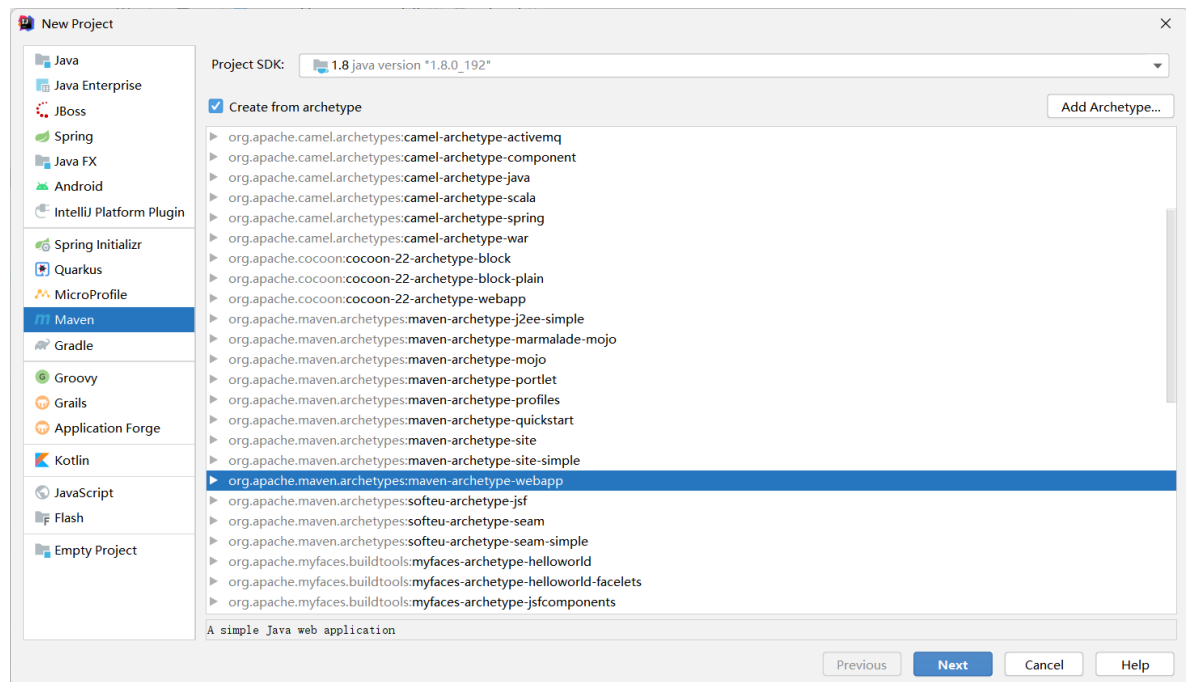 New Project
Java
Java Enterprise
JBoss
Spring
Java FX
Android
IntelliJ Platform Plugin
Spring Initializr
Quarkus
MicroProfile
Maven
Gradle
Groovy
Grails
Application Forge
Kotlin
JavaScript
Flash
Empty Project
Project SDK: 1.8 java version "1.8.0_192"
Create from archetype
Add Archetype...
org.apache.camel.archetypes:camel-archetype-activemq
org.apache.camel.archetypes:camel-archetype-component
org.apache.camel.archetypes:camel-archetype-java
org.apache.camel.archetypes:camel-archetype-scala
org.apache.camel.archetypes:camel-archetype-spring
org.apache.camel.archetypes:camel-archetype-war
org.apache.cocoon:cocoon-22-archetype-block
org.apache.cocoon:cocoon-22-archetype-block-plain
org.apache.cocoon:cocoon-22-archetype-webapp
org.apache.maven.archetypes:maven-archetype-j2ee-simple
org.apache.maven.archetypes:maven-archetype-marmalade-mojo
org.apache.maven.archetypes:maven-archetype-mojo
org.apache.maven.archetypes:maven-archetype-portlet
org.apache.maven.archetypes:maven-archetype-profiles
org.apache.maven.archetypes:maven-archetype-quickstart
org.apache.maven.archetypes:maven-archetype-site
org.apache.maven.archetypes:maven-archetype-site-simple
org.apache.maven.archetypes:maven-archetype-webapp
org.apache.maven.archetypes:softeu-archetype-jsf
org.apache.maven.archetypes:softeu-archetype-seam
org.apache.maven.archetypes:softeu-archetype-seam-simple
org.apache.myfaces.buildtools:myfaces-archetype-helloworld
org.apache.myfaces.buildtools:myfaces-archetype-helloworld-facelets
org.apache.myfaces.buildtools:myfaces-archetype-jsfcomponents
A simple Java web application
Previous
Next
Cancel
Help